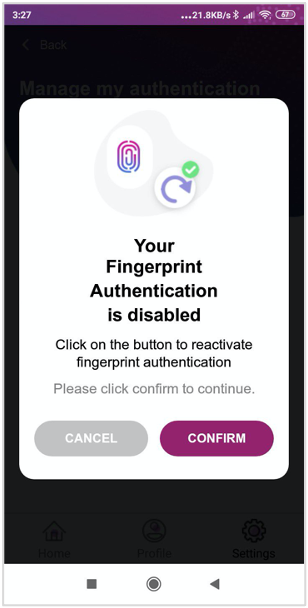 3:27 ...21.8KB/s 67
Back
Manage my authentication
Your
Fingerprint
Authentication
is disabled
Click on the button to reactivate
fingerprint authentication
Please click confirm to continue.
CANCEL CONFIRM
Home Profile Settings